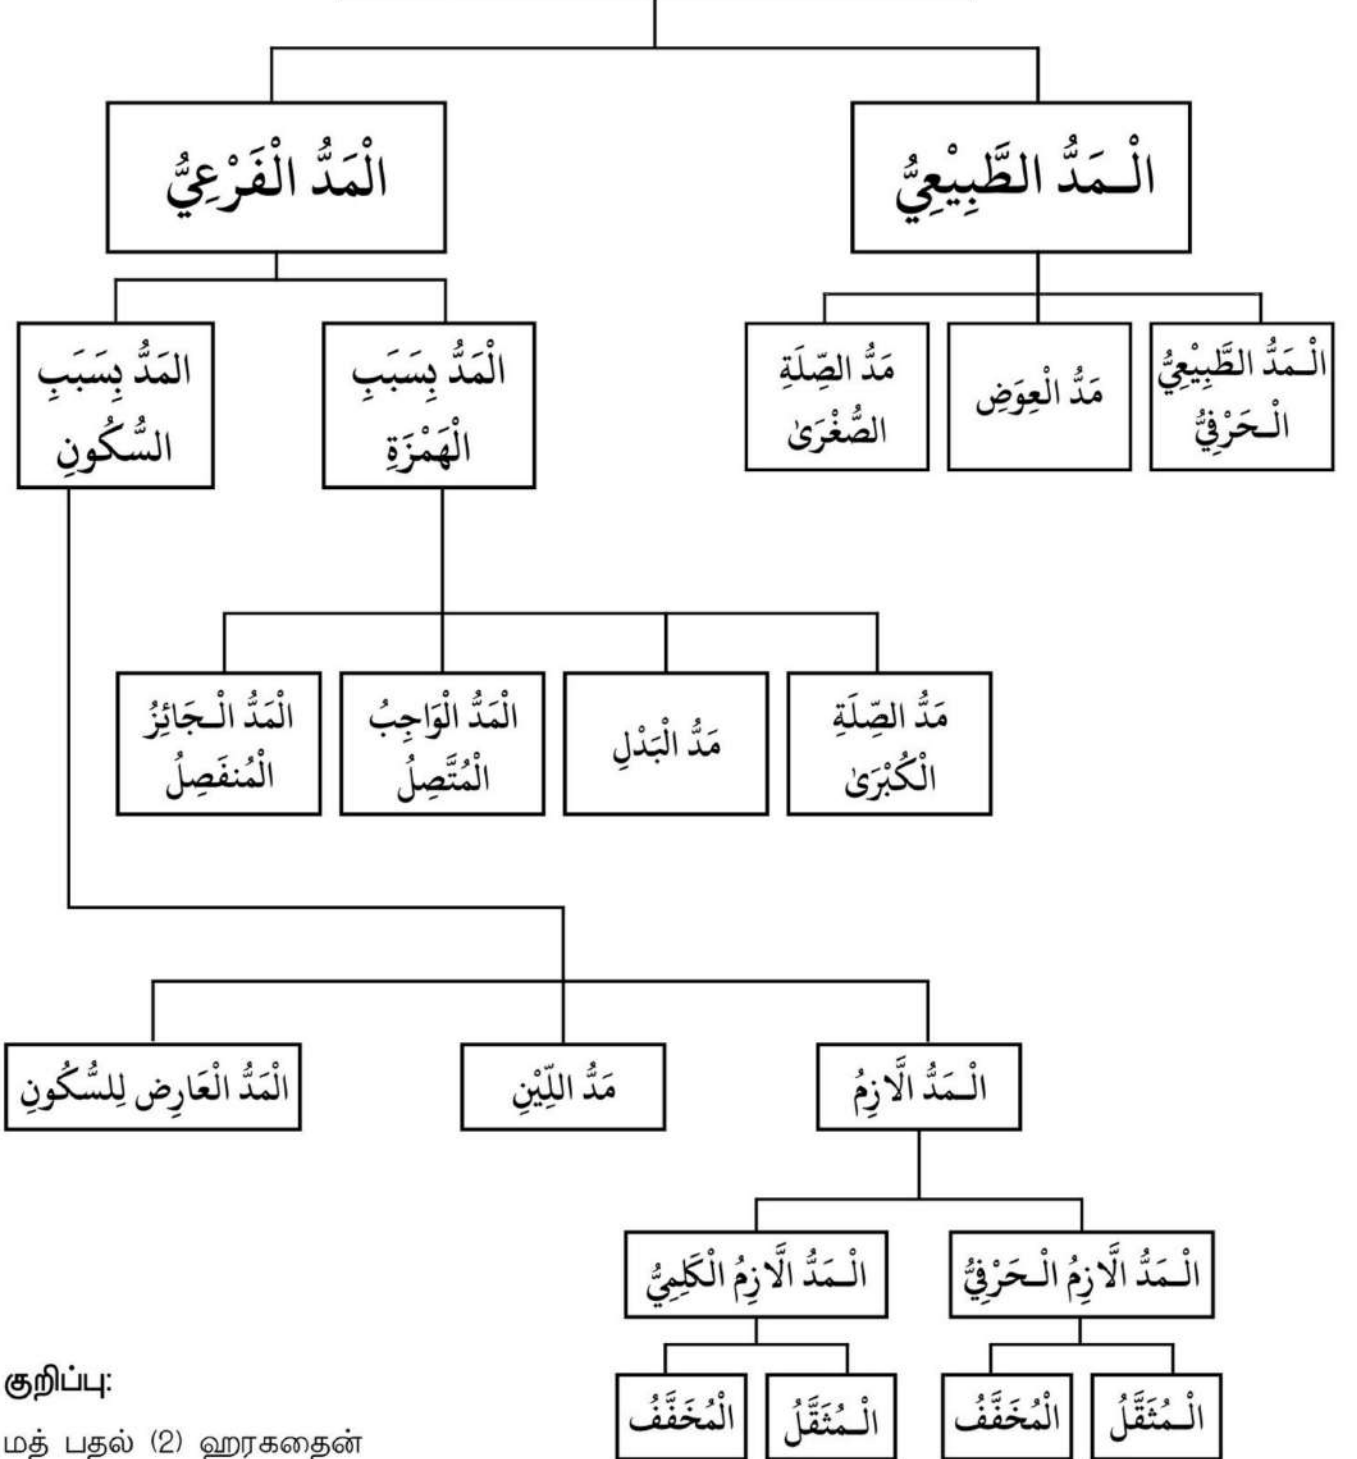 الْـمَدُّ الطَّبِيْعِيُّ
الْمَدُّ الْفَرْعِيُّ
الْـمَدُّ الطَّبِيْعِيُّ
الْـحَرْفِيُّ
مَدُّ الْعِوَضِ
مَدُّ الصِّلَةِ
الصُّغْرَىٰ
الْمَدُّ بِسَبَبِ
الْهَمْزَةِ
المَدُّ بِسَبَبِ
السُّكُونِ
مَدُّ الصِّلَةِ
الْكُبْرَىٰ
مَدُّ الْبَدْلِ
الْمَدُّ الْوَاجِبُ
الْمُتَّصِلُ
الْمَدُّ الْـجَائِزُ
الْمُنفَصِلُ
الْـمَدُّ الَّازِمُ
مَدُّ اللِّيْنِ
الْمَدُّ الْعَارِض لِلسُّكُونِ
الْـمَدُّ الَّازِمُ الْـحَرْفِيُّ
الْـمَدُّ الَّازِمُ الْكَلِمِيُّ
الْـمُثَقَّلُ
الْمُخَفَّفُ
الْـمُثَقَّلُ
الْمُخَفَّفُ
குறிப்பு:
மத் பதல் (2) ஹரகதைன்